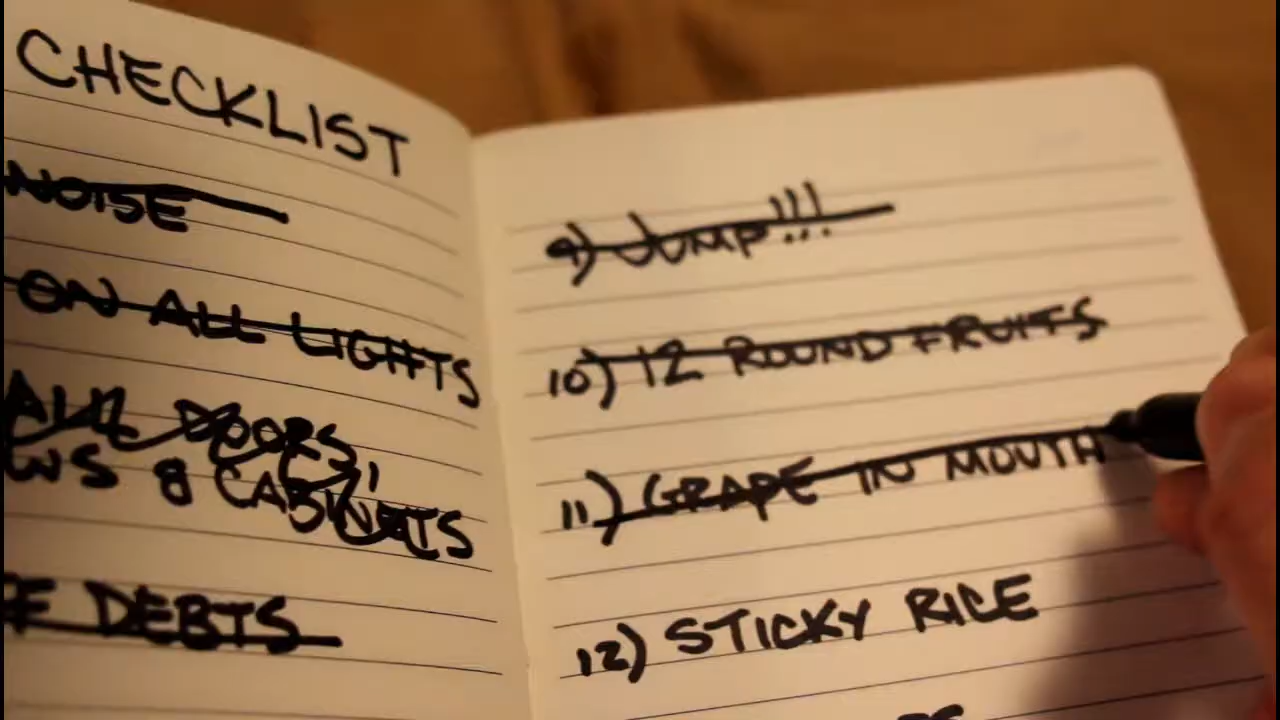 CHECKLIST
NOISE
ON ALL LIGHTS
ALL DOORS,
WS & CABINETS
E DEBTS
9) JUMP!!!
10) 12 ROUND FRUITS
11) GRAPE IN MOUTH
12) STICKY RICE